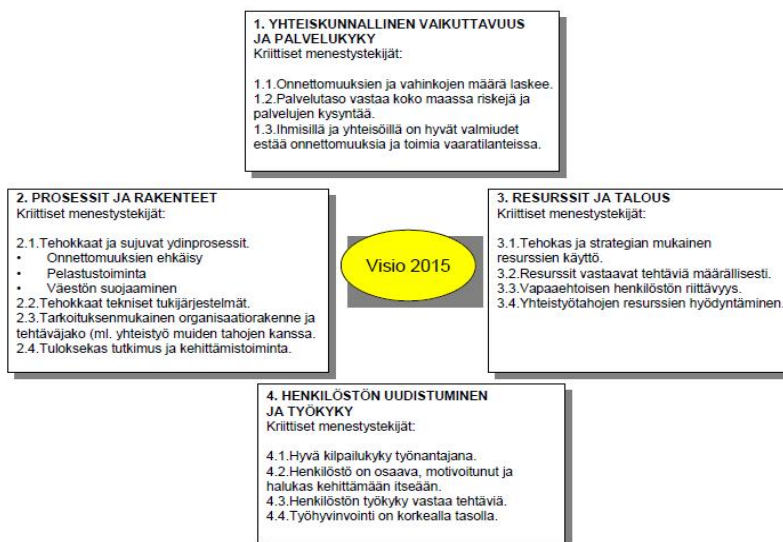 1. YHTEISKUNNALLINEN VAIKUTTAVUUS
JA PALVELUKYKY
Kriittiset menestystekijät:
1.1.Onnettomuuksien ja vahinkojen määrä laskee.
1.2.Palvelutaso vastaa koko maassa riskejä ja
palvelujen kysyntää.
1.3.Ihmisillä ja yhteisöillä on hyvät valmiudet
estää onnettomuuksia ja toimia vaaratilanteissa.
2. PROSESSIT JA RAKENTEET
Kriittiset menestystekijät:
2.1.Tehokkaat ja sujuvat ydinprosessit.
• Onnettomuuksien ehkäisy
• Pelastustoiminta
• Väestön suojaaminen
2.2.Tehokkaat tekniset tukijärjestelmät.
2.3.Tarkoituksenmukainen organisaatiorakenne ja
tehtäväjako (ml. yhteistyö muiden tahojen kanssa.
2.4.Tuloksekas tutkimus ja kehittämistoiminta.
Visio 2015
3. RESURSSIT JA TALOUS
Kriittiset menestystekijät:
3.1.Tehokas ja strategian mukainen
resurssien käyttö.
3.2.Resurssit vastaavat tehtäviä määrällisesti.
3.3.Vapaaehtoisen henkilöstön riittävyys.
3.4.Yhteistyötahojen resurssien hyödyntäminen.
4. HENKILÖSTÖN UUDISTUMINEN
JA TYÖKYKY
Kriittiset menestystekijät:
4.1.Hyvä kilpailukyky työnantajana.
4.2.Henkilöstö on osaava, motivoitunut ja
halukas kehittämään itseään.
4.3.Henkilöstön työkyky vastaa tehtäviä.
4.4.Työhyvinvointi on korkealla tasolla.